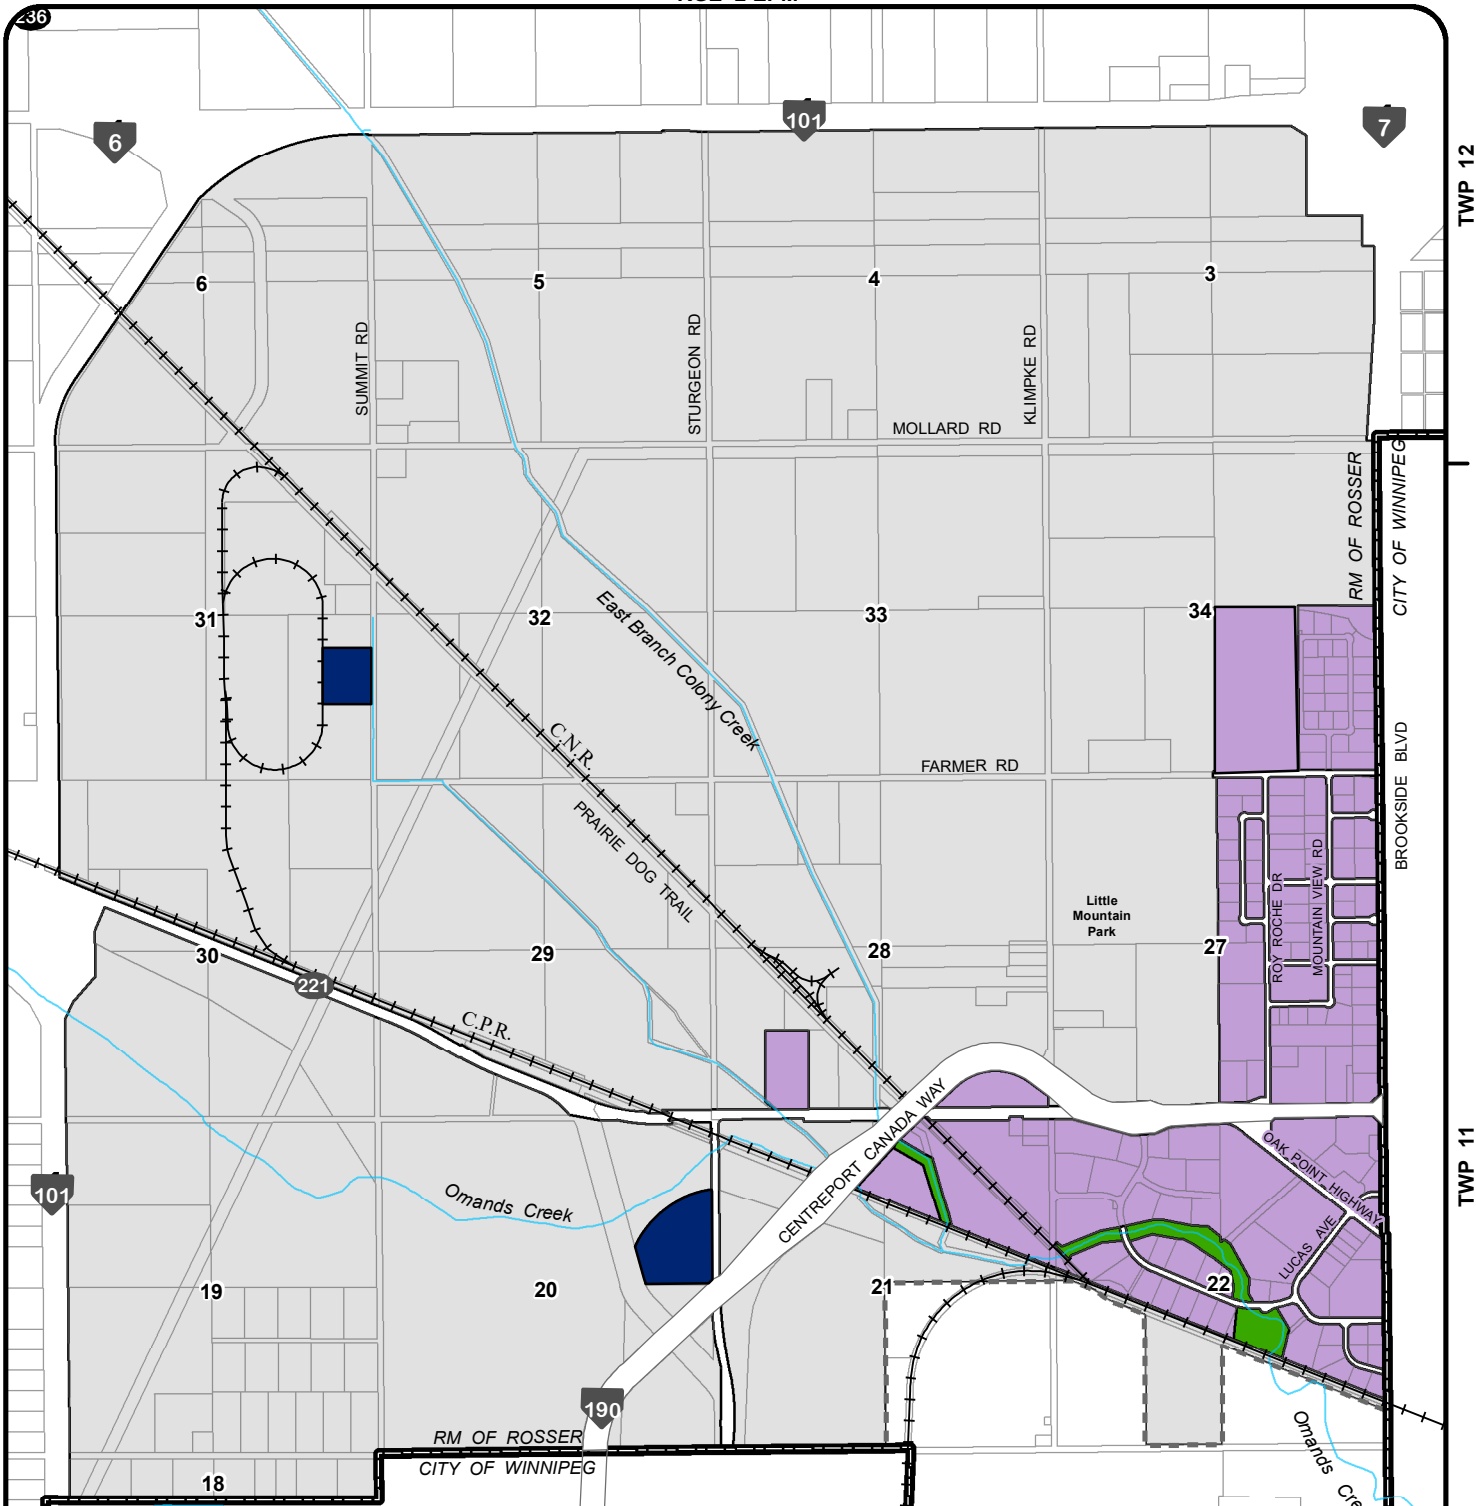 236
6
101
7
TWP 12
6
5
4
3
SUMMIT RD
STURGEON RD
KLIMPKE RD
MOLLARD RD
RM OF ROSSER
CITY OF WINNIPEG
31
32
33
34
East Branch Colony Creek
C.N.R.
PRAIRIE DOG TRAIL
FARMER RD
BROOKSIDE BLVD
ROY ROCHE DR
MOUNTAIN VIEW RD
Little
Mountain
Park
30
29
28
27
221
C.P.R.
CENTREPORT CANADA WAY
OAK POINT HIGHWAY
LUCAS AVE
TWP 11
101
Omands Creek
19
20
21
22
190
RM OF ROSSER
CITY OF WINNIPEG
18
Omands Cre